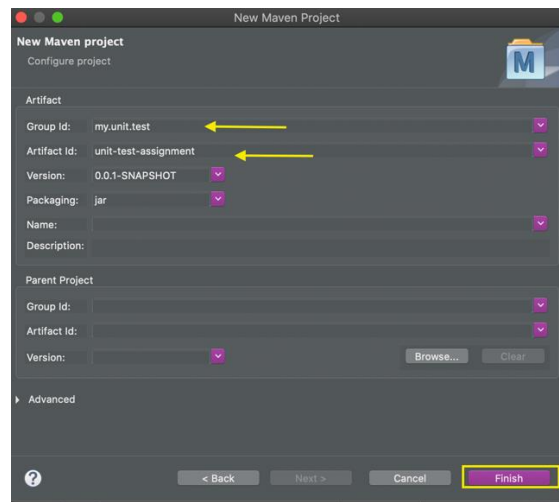 New Maven Project
New Maven project
Configure project
M
Artifact
Group Id: my.unit.test
Artifact Id: unit-test-assignment
Version: 0.0.1-SNAPSHOT
Packaging: jar
Name:
Description:
Parent Project
Group Id:
Artifact Id:
Version: Browse... Clear
Advanced
? < Back Next > Cancel Finish